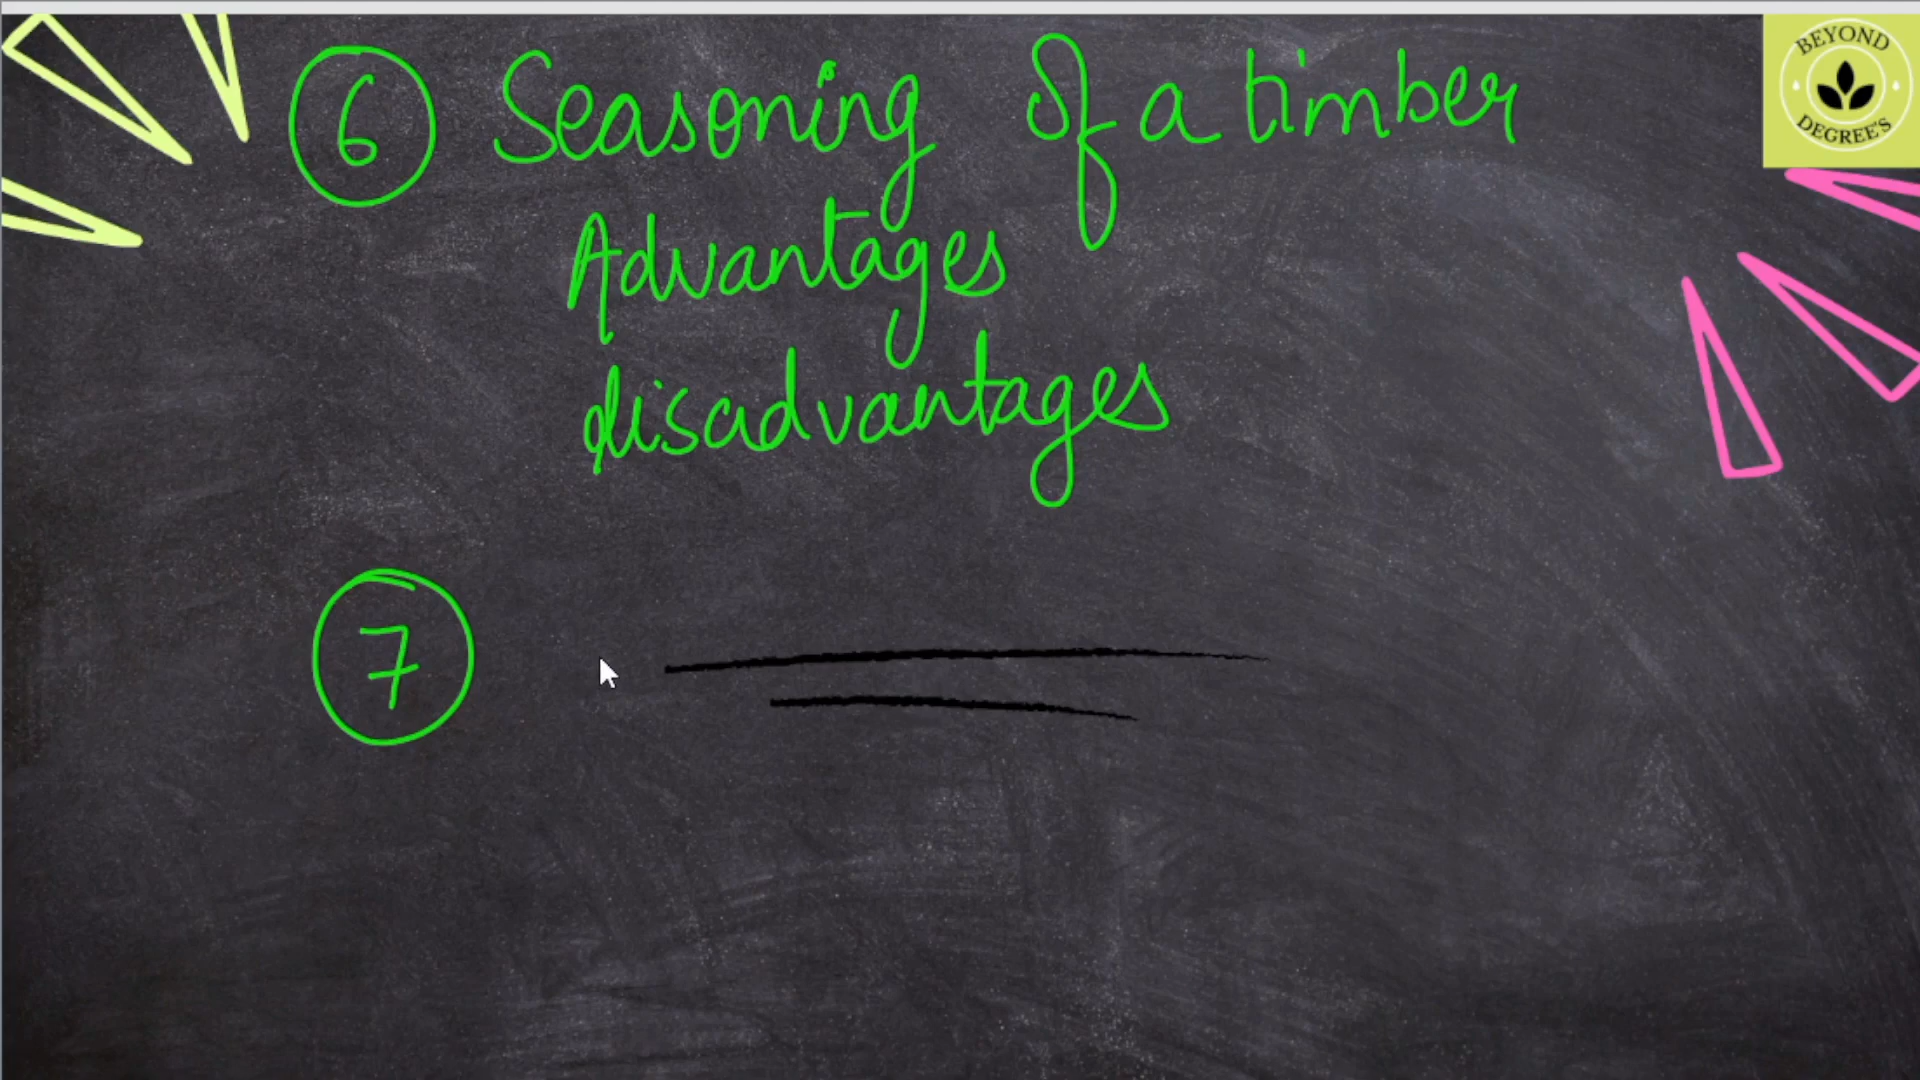 BEYOND
DEGREE'S
6 Seasoning Of a timber
Advantages
disadvantages
7